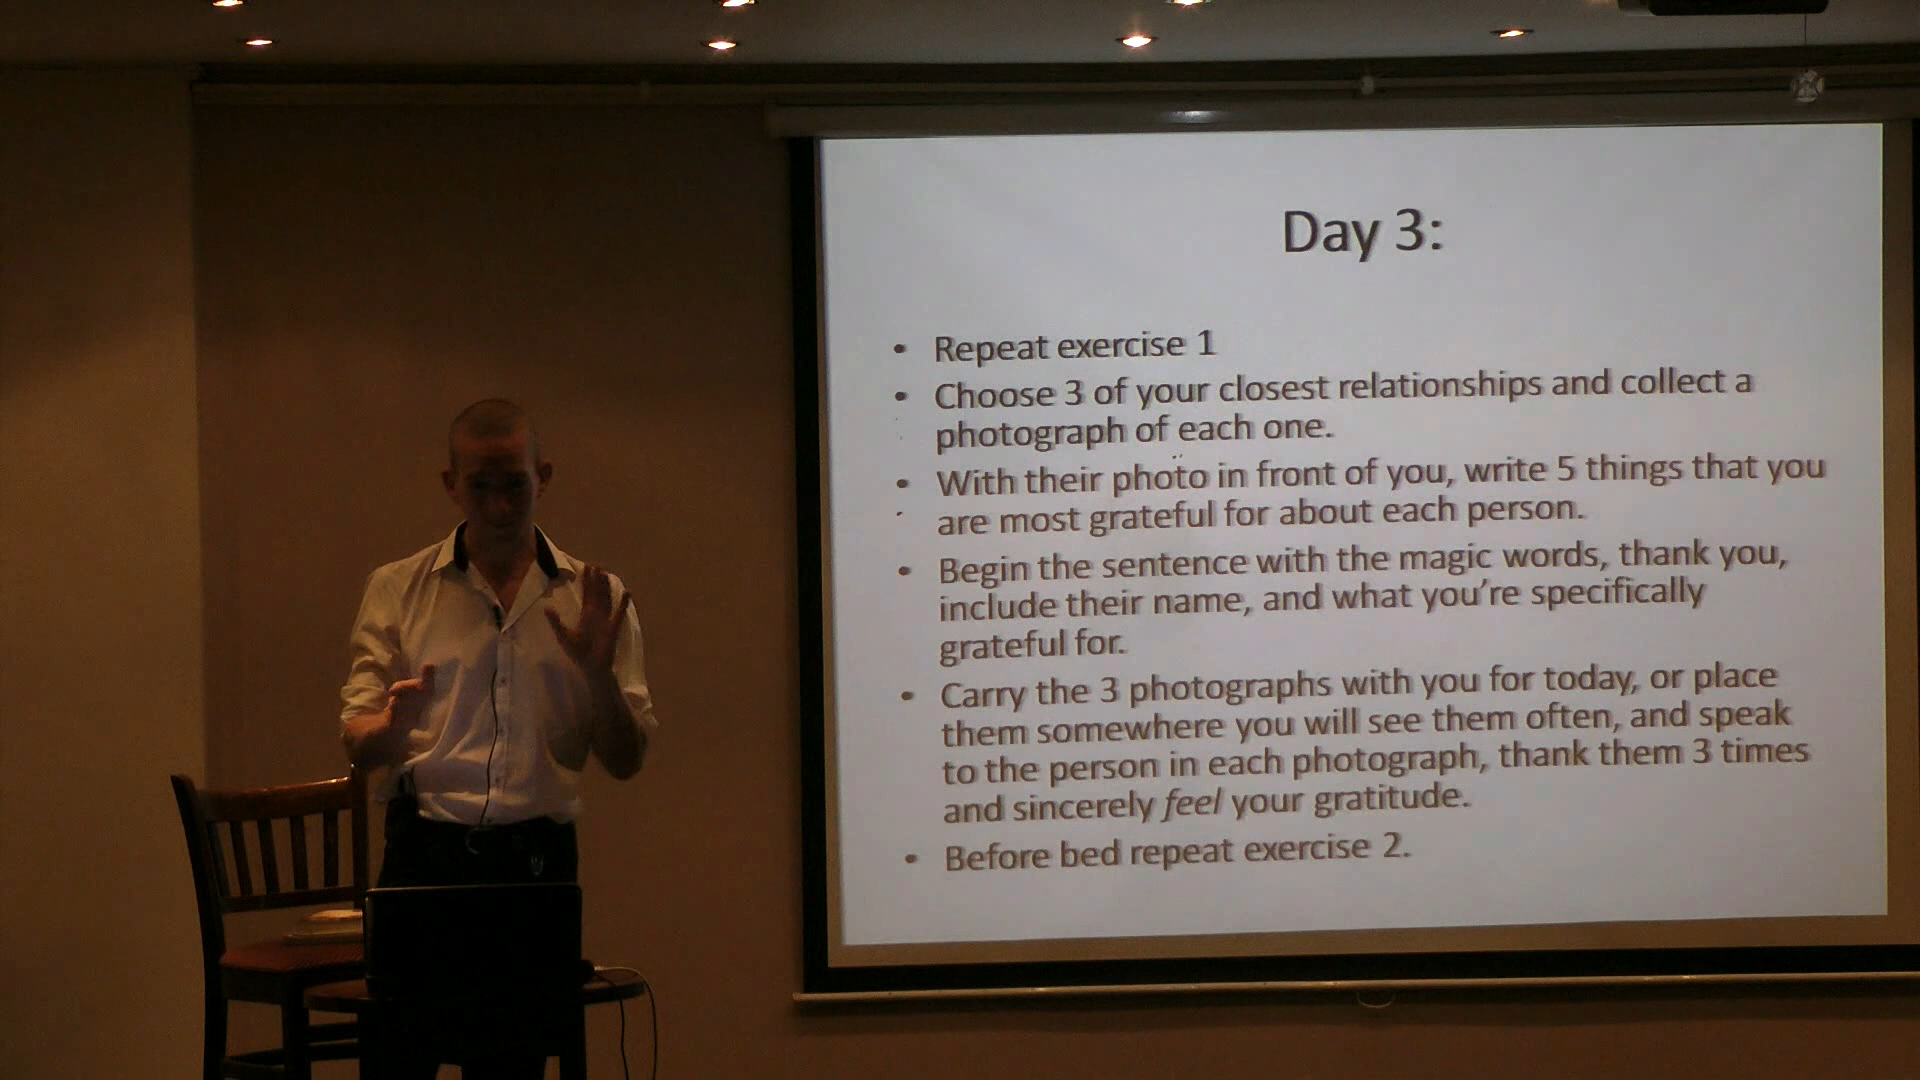 Day 3:
• Repeat exercise 1
• Choose 3 of your closest relationships and collect a
photograph of each one.
• With their photo in front of you, write 5 things that you
are most grateful for about each person.
• Begin the sentence with the magic words, thank you,
include their name, and what you're specifically
grateful for.
• Carry the 3 photographs with you for today, or place
them somewhere you will see them often, and speak
to the person in each photograph, thank them 3 times
and sincerely feel your gratitude.
• Before bed repeat exercise 2.